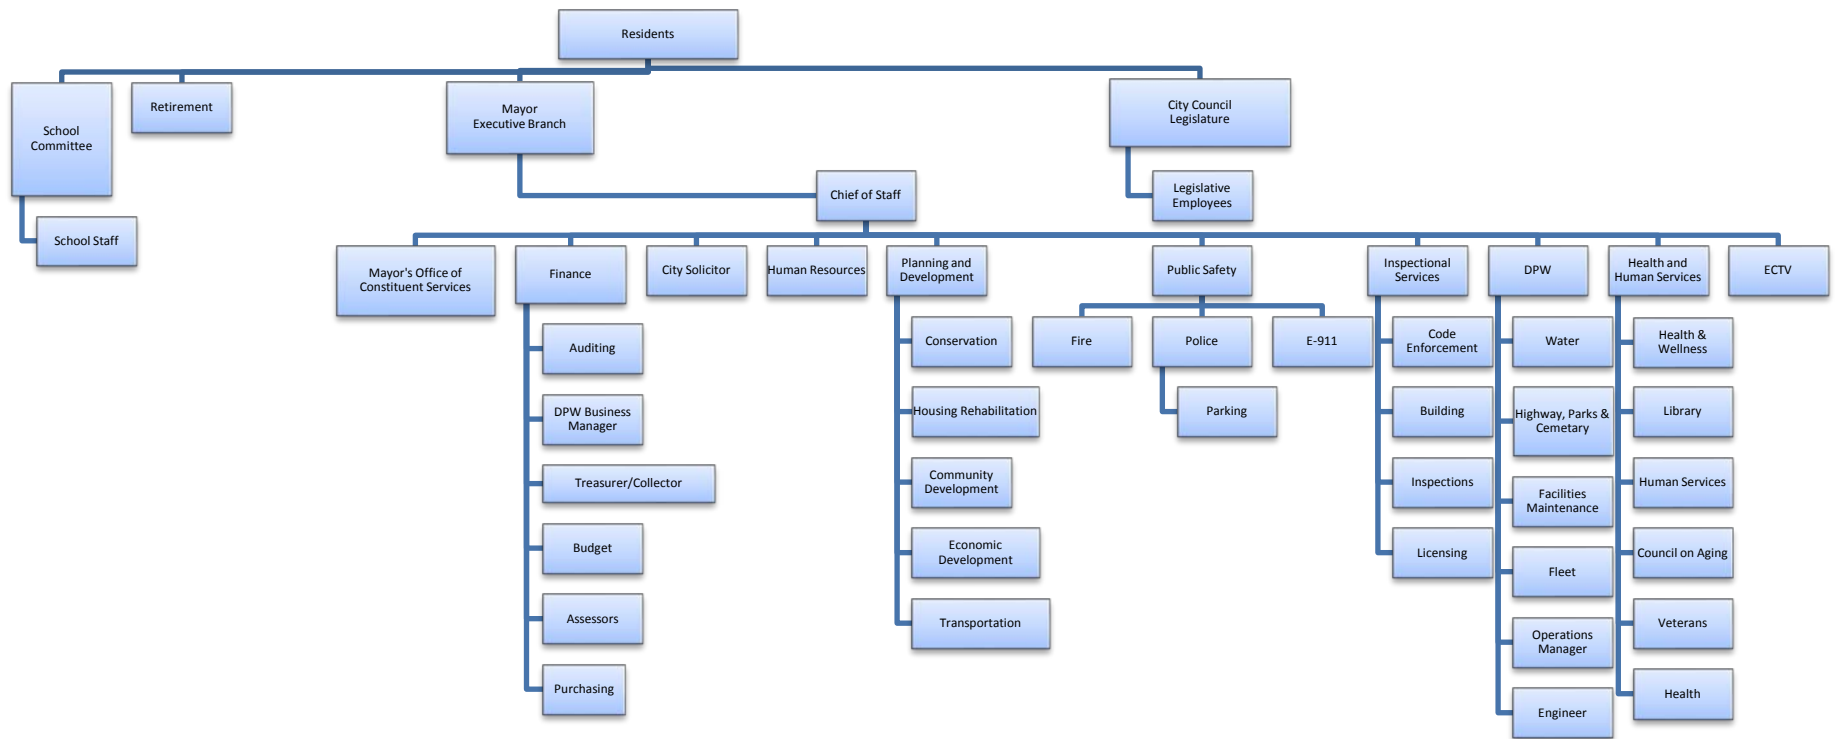 Residents
School
Committee
Retirement
Mayor
Executive Branch
City Council
Legislature
School Staff
Chief of Staff
Legislative
Employees
Mayor's Office of
Constituent Services
Finance
City Solicitor
Human Resources
Planning and
Development
Public Safety
Inspectional
Services
DPW
Health and
Human Services
ECTV
Auditing
DPW Business
Manager
Treasurer/Collector
Budget
Assessors
Purchasing
Conservation
Housing Rehabilitation
Community
Development
Economic
Development
Transportation
Fire
Police
E-911
Parking
Code
Enforcement
Building
Inspections
Licensing
Water
Highway, Parks &
Cemetary
Facilities
Maintenance
Fleet
Operations
Manager
Engineer
Health &
Wellness
Library
Human Services
Council on Aging
Veterans
Health